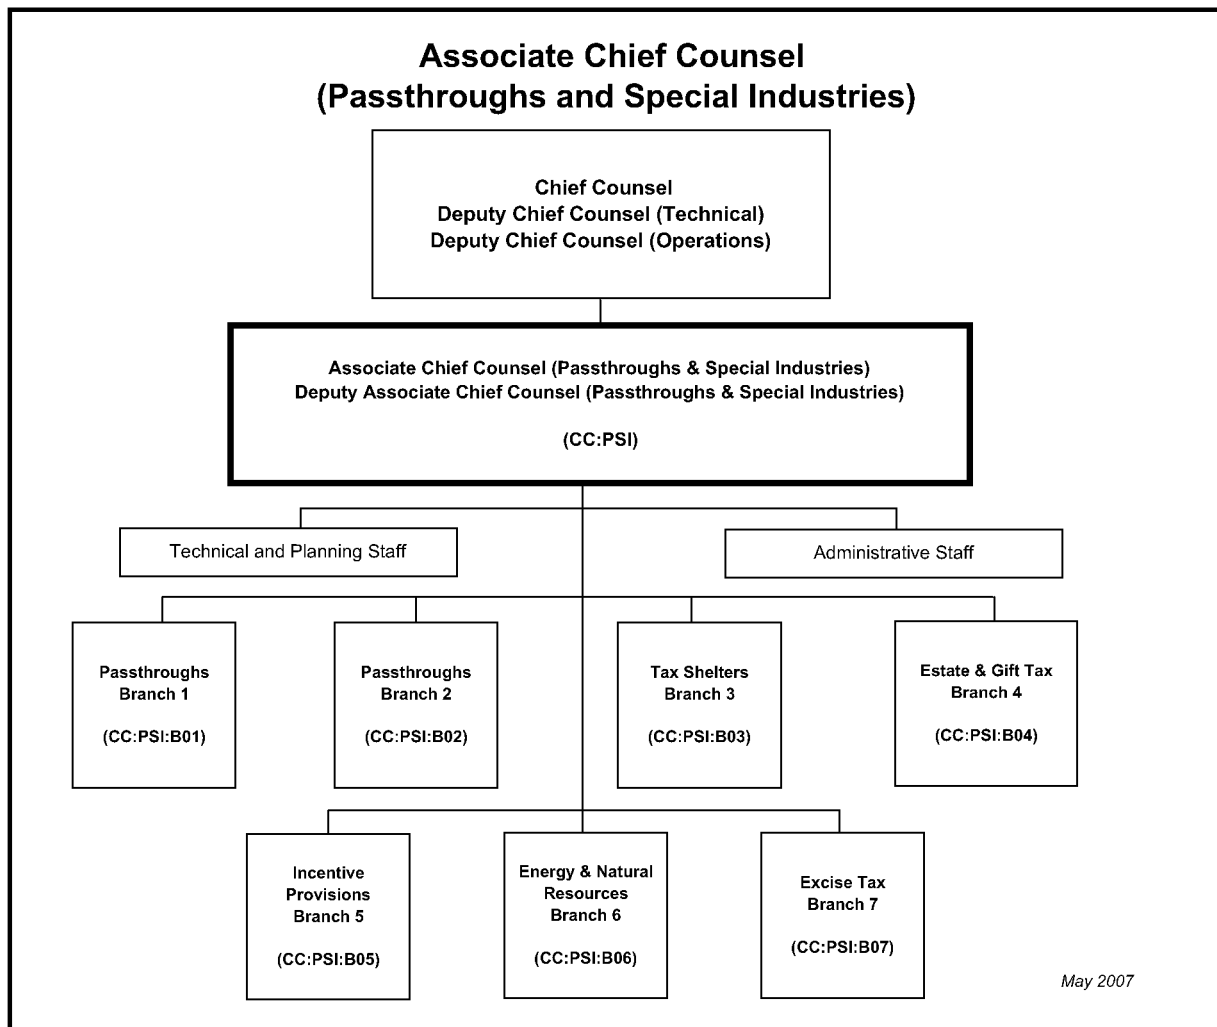 Associate Chief Counsel
(Passthroughs and Special Industries)
Chief Counsel
Deputy Chief Counsel (Technical)
Deputy Chief Counsel (Operations)
Associate Chief Counsel (Passthroughs & Special Industries)
Deputy Associate Chief Counsel (Passthroughs & Special Industries)
(CC:PSI)
Technical and Planning Staff
Administrative Staff
Passthroughs
Branch 1
(CC:PSI:B01)
Passthroughs
Branch 2
(CC:PSI:B02)
Tax Shelters
Branch 3
(CC:PSI:B03)
Estate & Gift Tax
Branch 4
(CC:PSI:B04)
Incentive
Provisions
Branch 5
(CC:PSI:B05)
Energy & Natural
Resources
Branch 6
(CC:PSI:B06)
Excise Tax
Branch 7
(CC:PSI:B07)
May 2007